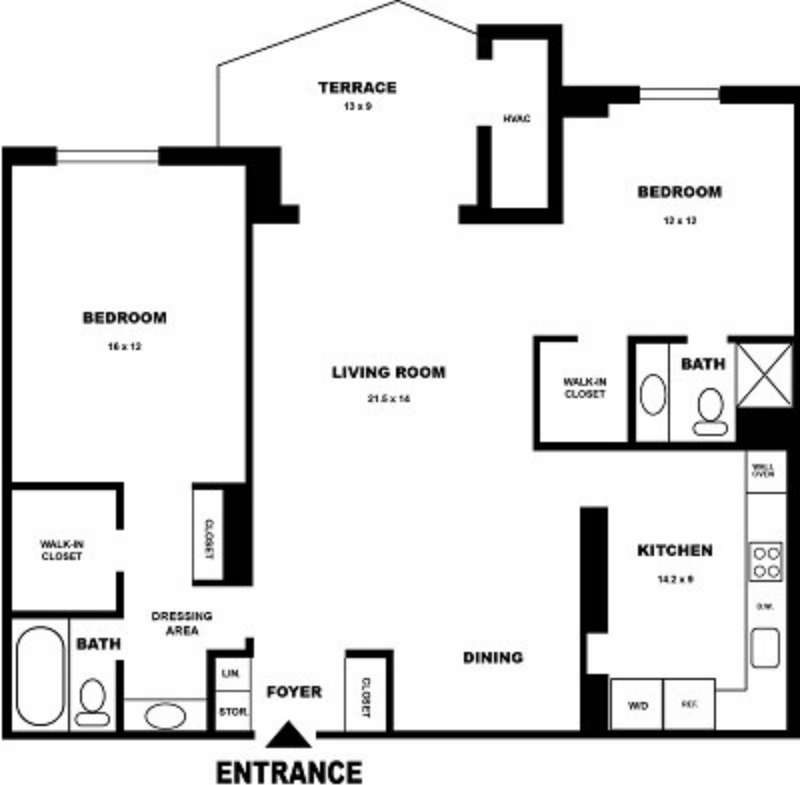 TERRACE
13 x 9
HVAC
BEDROOM
12 x 12
BEDROOM
16 x 12
LIVING ROOM
21.5 x 14
WALK-IN
CLOSET
BATH
WALL
OVEN
WALK-IN
CLOSET
CLOSET
KITCHEN
14.2 x 9
D.W.
DRESSING
AREA
BATH
DINING
LIN.
STOR.
FOYER
CLOSET
W/D
REF.
ENTRANCE